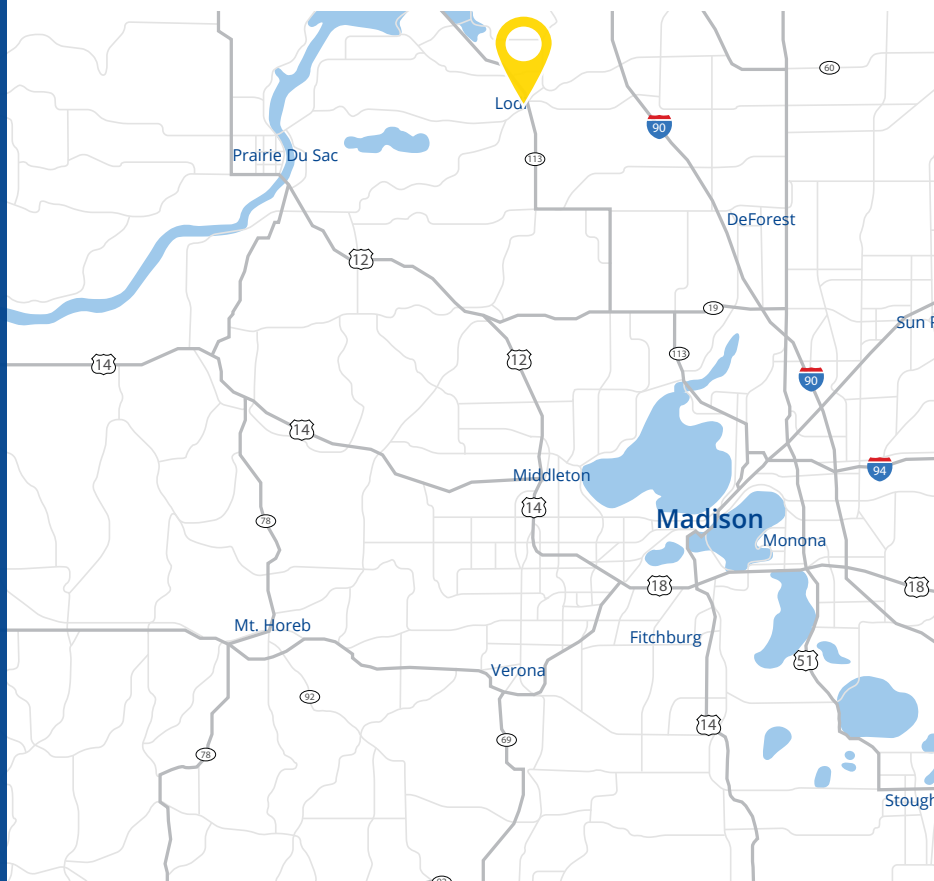 60
Lodi
90
113
Prairie Du Sac
DeForest
12
19
Sun P
113
12
14
90
14
94
Middleton
14
Madison
78
Monona
18
18
Mt. Horeb
Fitchburg
51
Verona
92
14
69
78
Stough